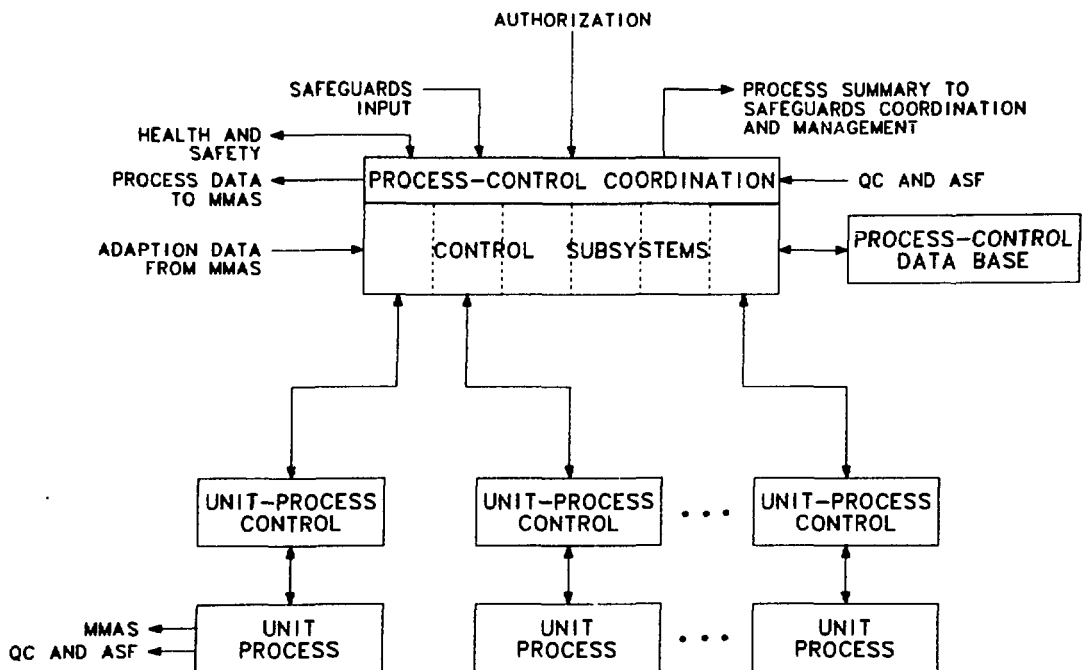 AUTHORIZATION
SAFEGUARDS
INPUT
PROCESS SUMMARY TO
SAFEGUARDS COORDINATION
AND MANAGEMENT
HEALTH AND
SAFETY
PROCESS DATA
TO MMAS
PROCESS-CONTROL COORDINATION
QC AND ASF
ADAPTION DATA
FROM MMAS
CONTROL SUBSYSTEMS
PROCESS-CONTROL
DATA BASE
UNIT-PROCESS
CONTROL
UNIT-PROCESS
CONTROL
• • •
UNIT-PROCESS
CONTROL
MMAS
QC AND ASF
UNIT
PROCESS
UNIT
PROCESS
• • •
UNIT
PROCESS